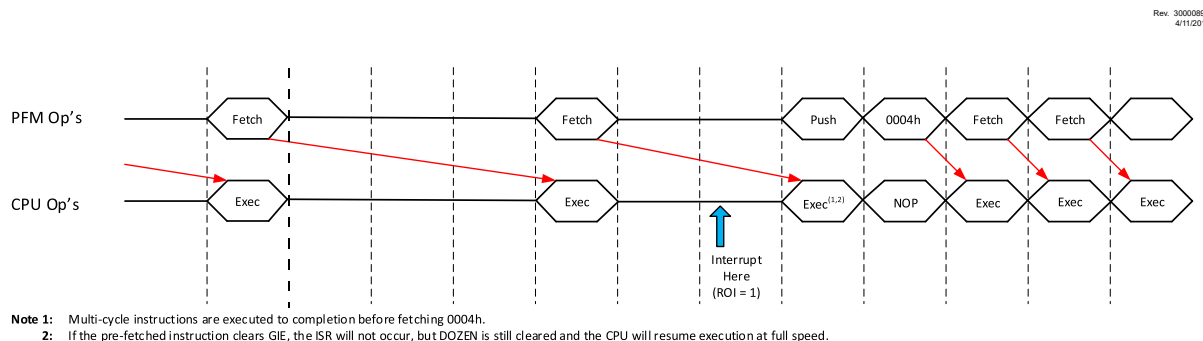 Rev. 3000089
4/11/201
PFM Op's Fetch Fetch Push 0004h Fetch Fetch
CPU Op's Exec Exec Exec(1,2) NOP Exec Exec Exec
Interrupt
Here
(ROI = 1)
Note 1: Multi-cycle instructions are executed to completion before fetching 0004h.
2: If the pre-fetched instruction clears GIE, the ISR will not occur, but DOZEN is still cleared and the CPU will resume execution at full speed.